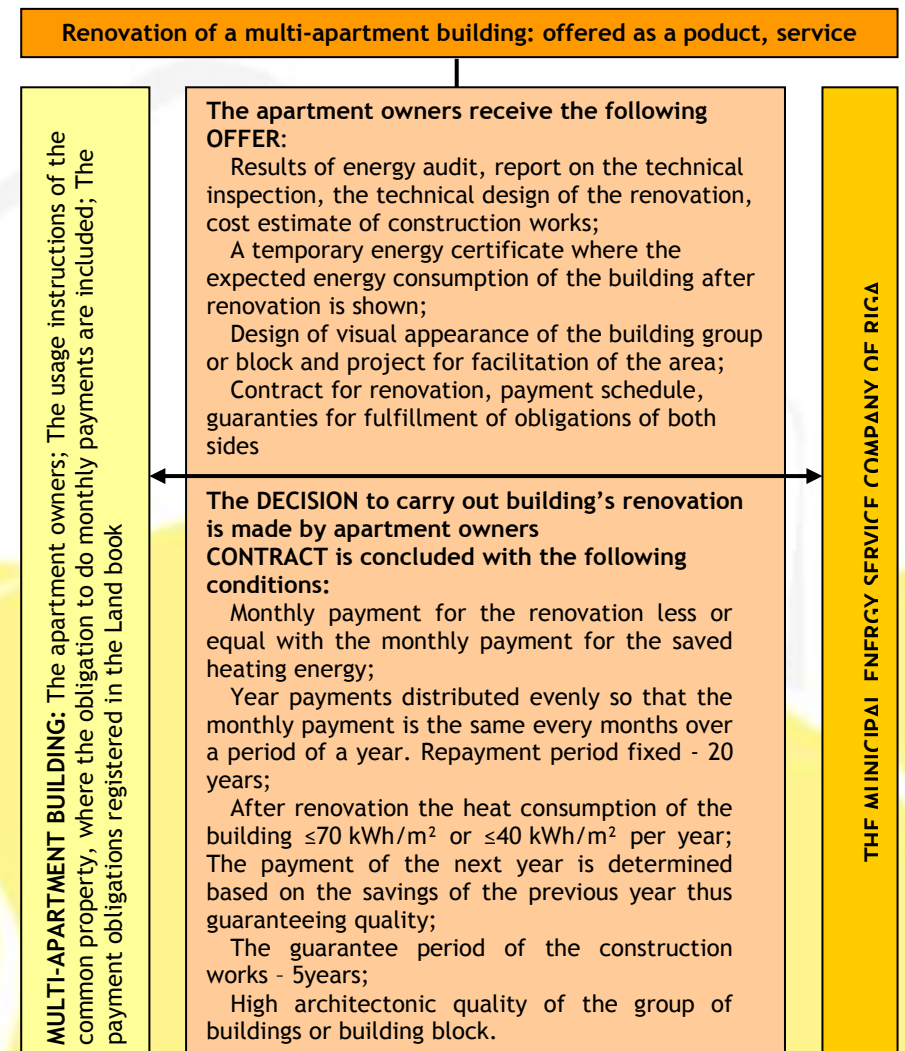 Renovation of a multi-apartment building: offered as a poduct, service
MULTI-APARTMENT BUILDING: The apartment owners; The usage instructions of the
common property, where the obligation to do monthly payments are included; The
payment obligations registered in the Land book
The apartment owners receive the following
OFFER:
Results of energy audit, report on the technical
inspection, the technical design of the renovation,
cost estimate of construction works;
A temporary energy certificate where the
expected energy consumption of the building after
renovation is shown;
Design of visual appearance of the building group
or block and project for facilitation of the area;
Contract for renovation, payment schedule,
guaranties for fulfillment of obligations of both
sides
The DECISION to carry out building’s renovation
is made by apartment owners
CONTRACT is concluded with the following
conditions:
Monthly payment for the renovation less or
equal with the monthly payment for the saved
heating energy;
Year payments distributed evenly so that the
monthly payment is the same every months over
a period of a year. Repayment period fixed - 20
years;
After renovation the heat consumption of the
building ≤70 kWh/m² or ≤40 kWh/m² per year;
The payment of the next year is determined
based on the savings of the previous year thus
guaranteeing quality;
The guarantee period of the construction
works – 5years;
High architectonic quality of the group of
buildings or building block.
THE MUNICIPAL ENERGY SERVICE COMPANY OF RIGA